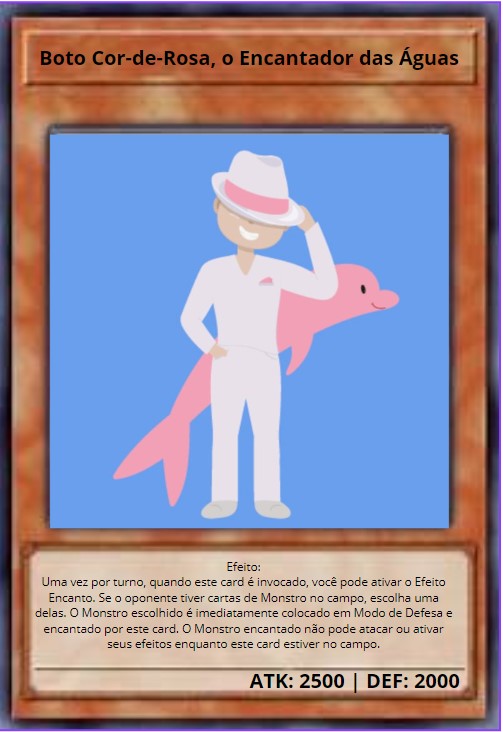 Boto Cor-de-Rosa, o Encantador das Águas
Efeito:
Uma vez por turno, quando este card é invocado, você pode ativar o Efeito
Encanto. Se o oponente tiver cartas de Monstro no campo, escolha uma
delas. O Monstro escolhido é imediatamente colocado em Modo de Defesa e
encantado por este card. O Monstro encantado não pode atacar ou ativar
seus efeitos enquanto este card estiver no campo.
ATK: 2500 | DEF: 2000